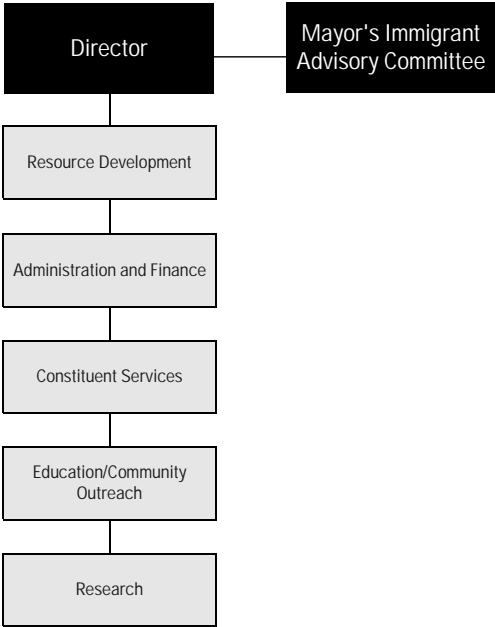 Director
Mayor's Immigrant
Advisory Committee
Resource Development
Administration and Finance
Constituent Services
Education/Community
Outreach
Research